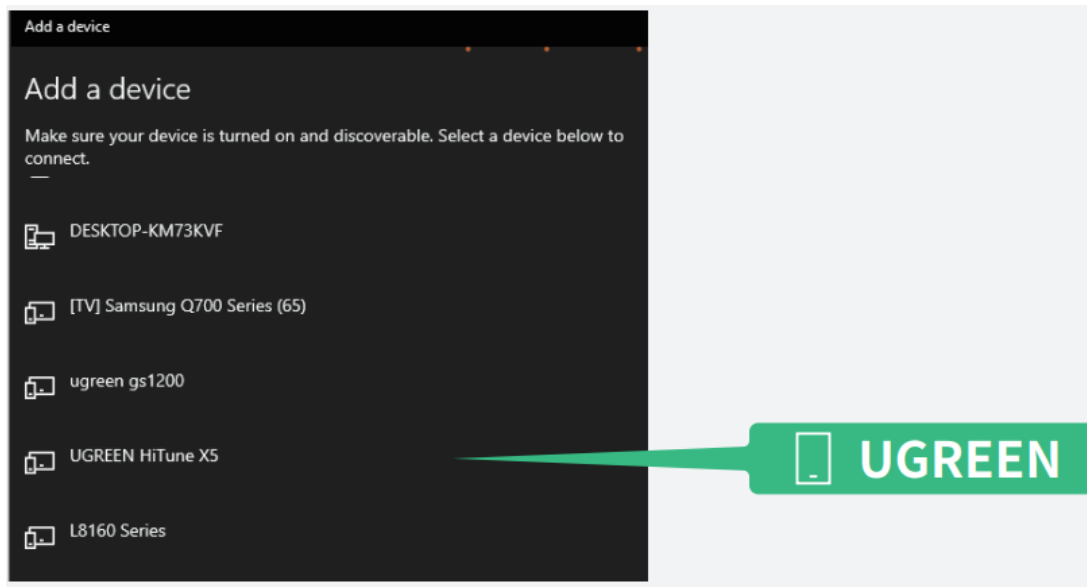 Add a device
Add a device
Make sure your device is turned on and discoverable. Select a device below to
connect.
DESKTOP-KM73KVF
[TV] Samsung Q700 Series (65)
ugreen gs1200
UGREEN HiTune X5
UGREEN
L8160 Series